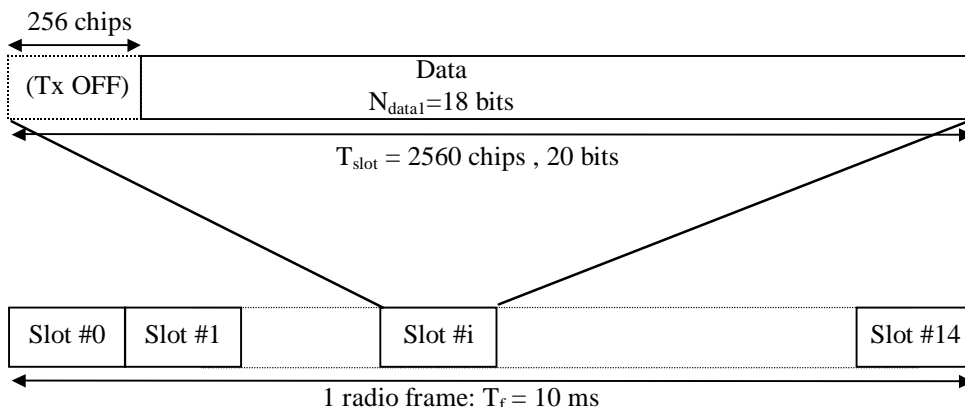 256 chips
(Tx OFF)
Data
N_data1=18 bits
T_slot = 2560 chips , 20 bits
Slot #0
Slot #1
Slot #i
Slot #14
1 radio frame: T_f = 10 ms